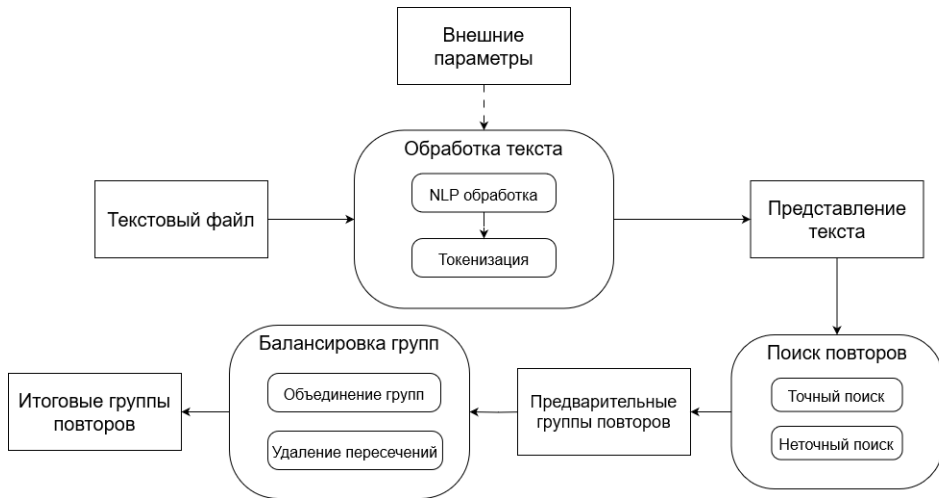 Внешние
параметры
Обработка текста
NLP обработка
Токенизация
Текстовый файл
Представление
текста
Поиск повторов
Точный поиск
Неточный поиск
Предварительные
группы повторов
Балансировка групп
Объединение групп
Удаление пересечений
Итоговые группы
повторов